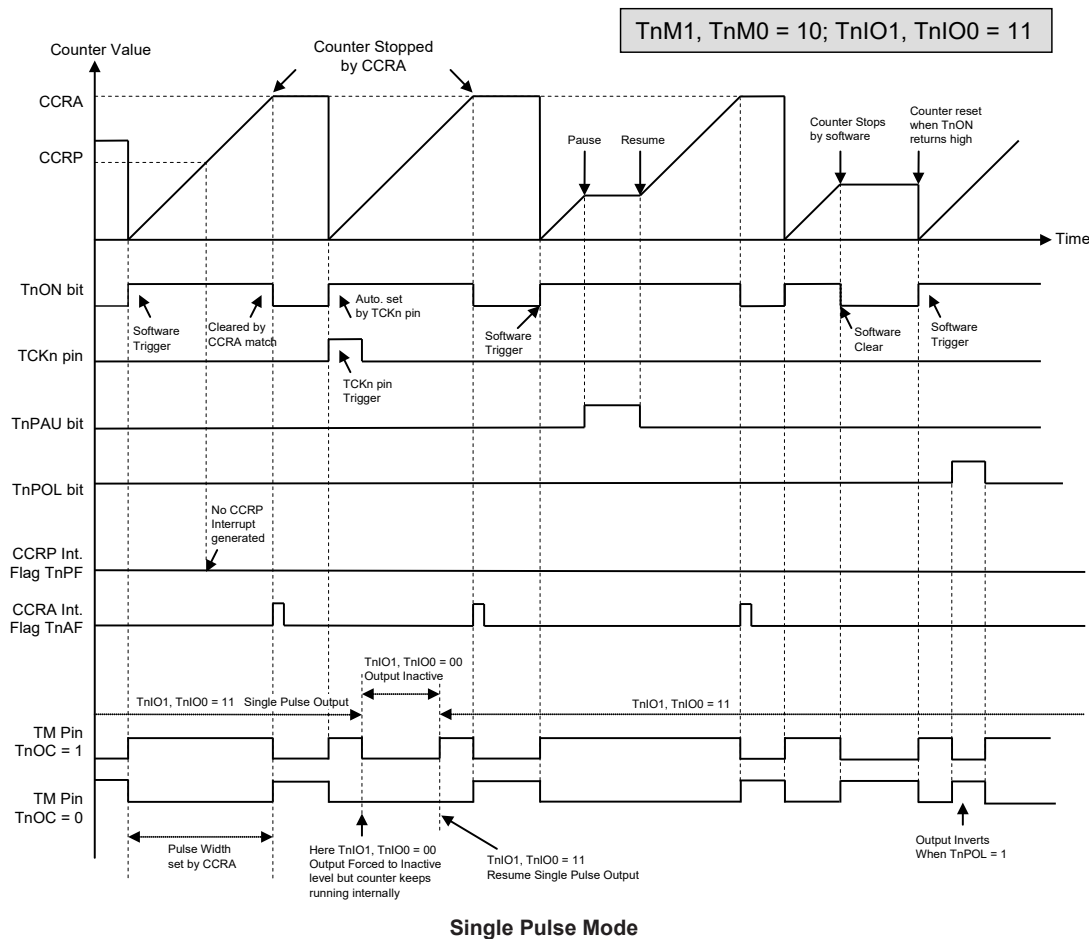 TnM1, TnM0 = 10; TnIO1, TnIO0 = 11
Counter Value
Counter Stopped
by CCRA
CCRA
CCRP
Pause
Resume
Counter Stops
by software
Counter reset
when TnON
returns high
Time
TnON bit
Software
Trigger
Cleared by
CCRA match
Auto. set
by TCKn pin
Software
Trigger
Software
Clear
Software
Trigger
TCKn pin
TCKn pin
Trigger
TnPAU bit
TnPOL bit
No CCRP
Interrupt
generated
CCRP Int.
Flag TnPF
CCRA Int.
Flag TnAF
TnIO1, TnIO0 = 00
Output Inactive
TnIO1, TnIO0 = 11 Single Pulse Output
TnIO1, TnIO0 = 11
TM Pin
TnOC = 1
TM Pin
TnOC = 0
Pulse Width
set by CCRA
Here TnIO1, TnIO0 = 00
Output Forced to Inactive
level but counter keeps
running internally
TnIO1, TnIO0 = 11
Resume Single Pulse Output
Output Inverts
When TnPOL = 1
Single Pulse Mode